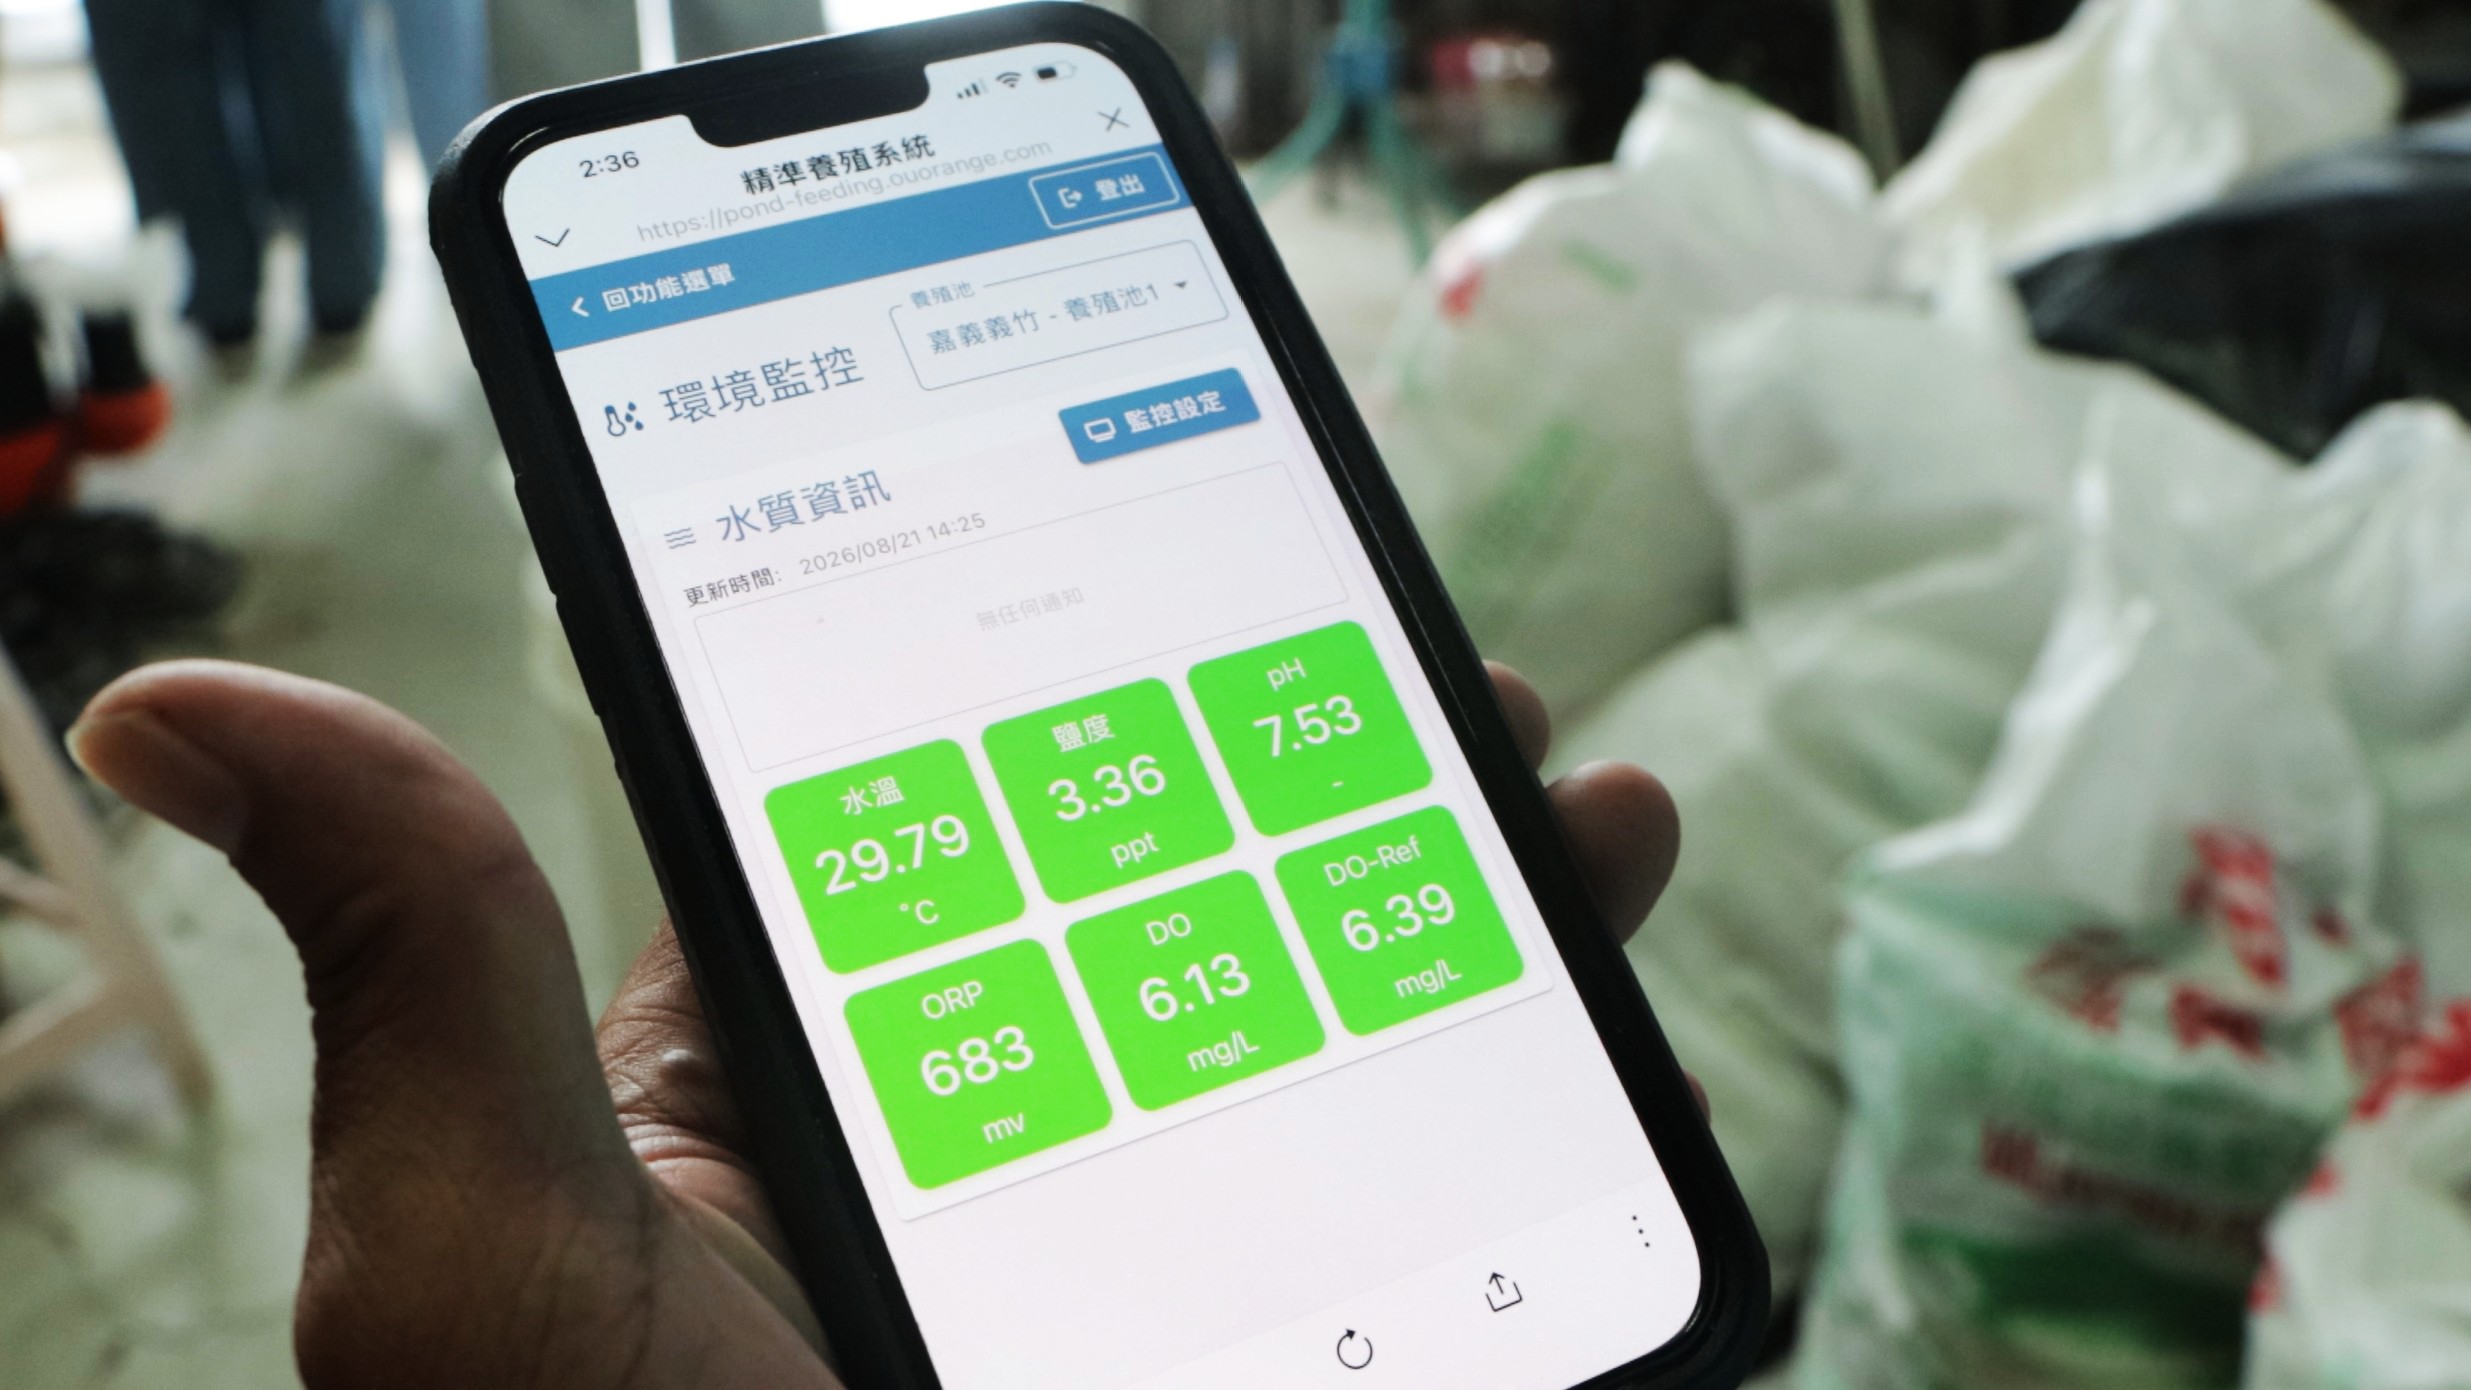 2:36
精準養殖系統
https://pond-feeding.ouorange.com
登出
回功能選單
養殖池
嘉義義竹 - 養殖池1
環境監控
監控設定
水質資訊
更新時間: 2026/08/21 14:25
無任何通知
水溫
29.79
°C
鹽度
3.36
ppt
pH
7.53
-
ORP
683
mv
DO
6.13
mg/L
DO-Ref
6.39
mg/L